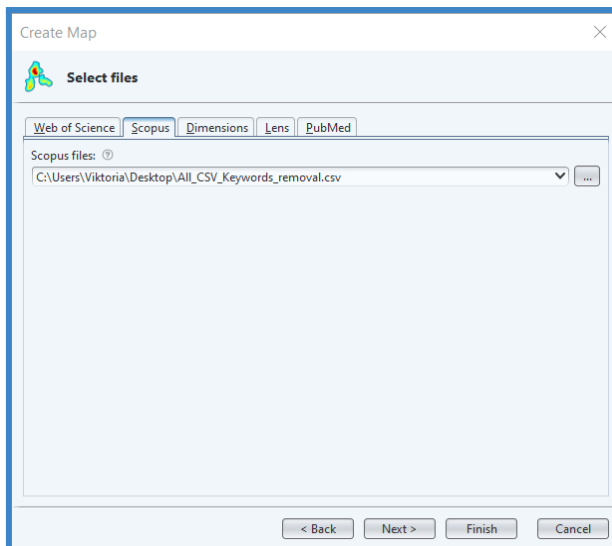 Create Map
Select files
Web of Science Scopus Dimensions Lens PubMed
Scopus files:
C:\Users\Viktoria\Desktop\All_CSV_Keywords_removal.csv ...
< Back Next > Finish Cancel